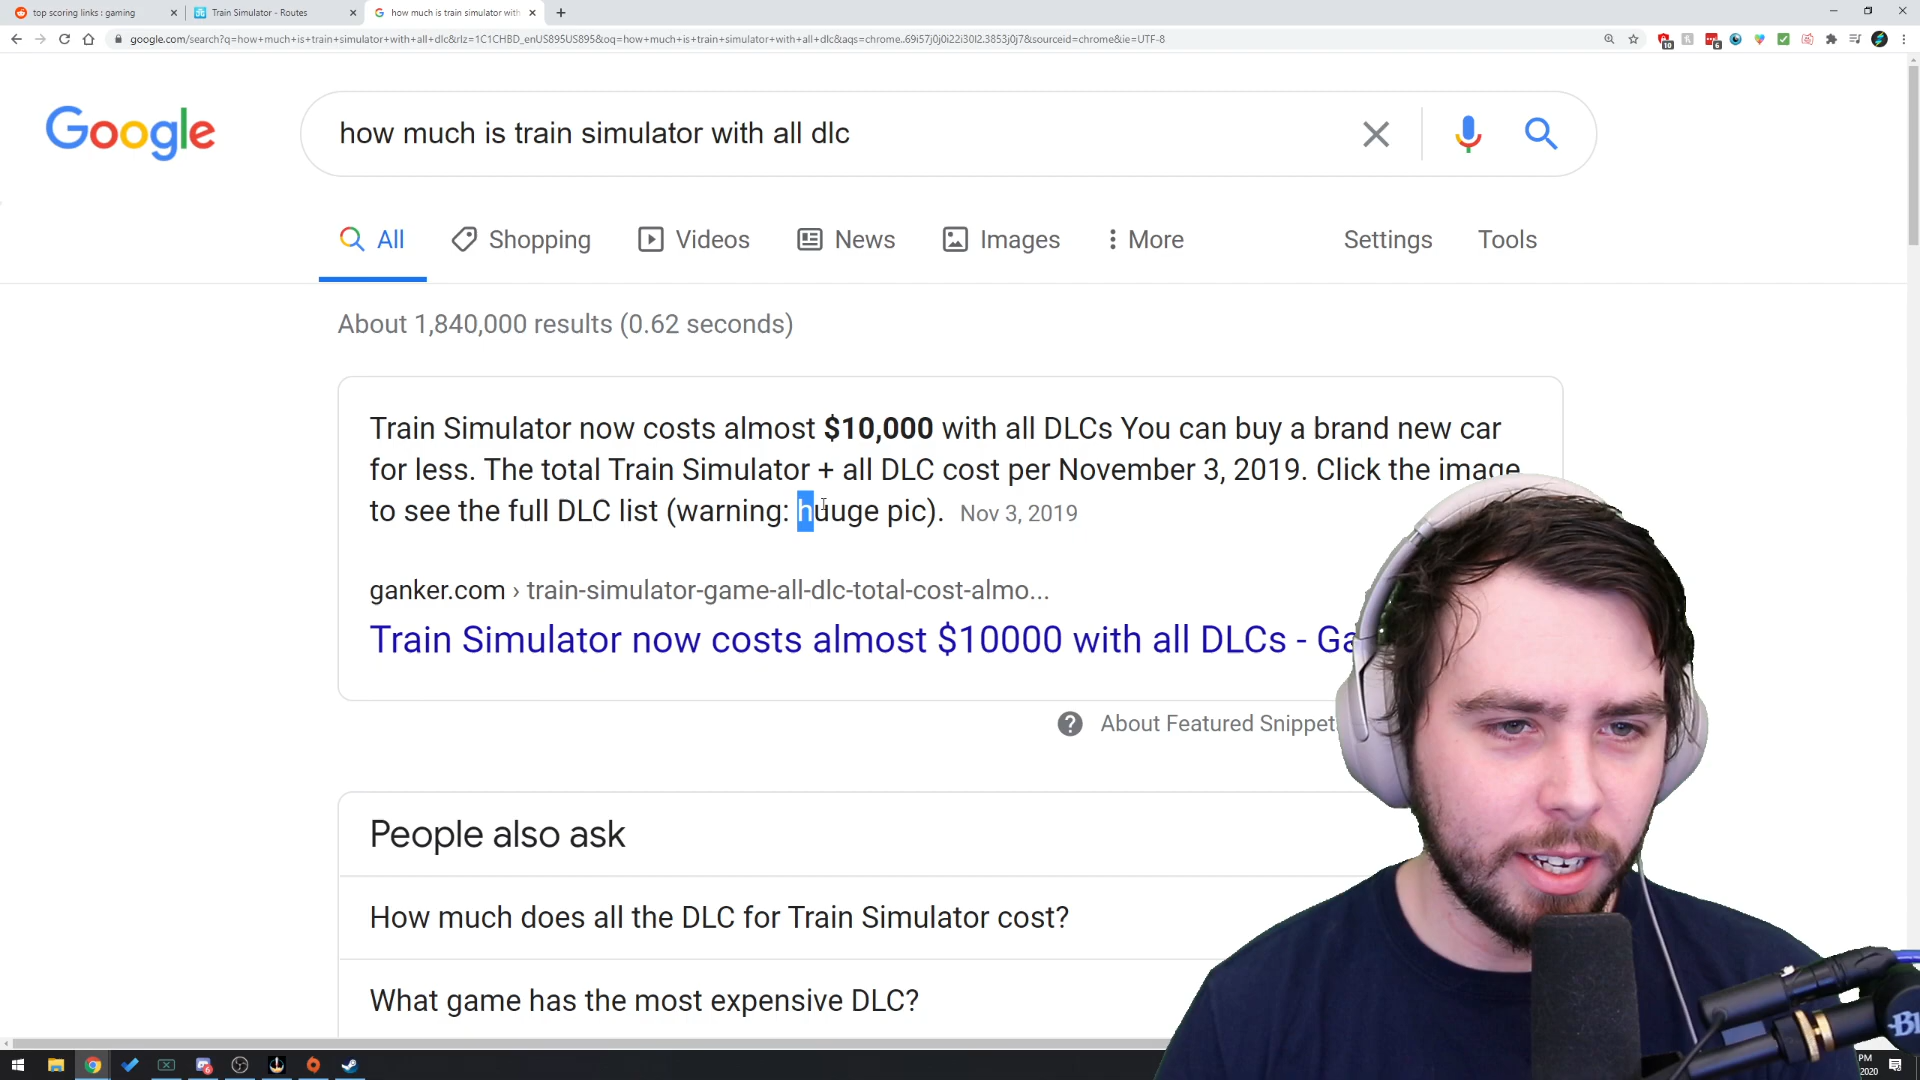 top scoring links : gaming
Train Simulator - Routes
how much is train simulator with
google.com/search?q=how+much+is+train+simulator+with+all+dlc&rlz=1C1CHBD_enUS895US895&oq=how+much+is+train+simulator+with+all+dlc&aqs=chrome..69i57j0j0i22i30l2.3853j0j7&sourceid=chrome&ie=UTF-8
10
6
Google
how much is train simulator with all dlc
All
Shopping
Videos
News
Images
More
Settings
Tools
About 1,840,000 results (0.62 seconds)
Train Simulator now costs almost $10,000 with all DLCs You can buy a brand new car
for less. The total Train Simulator + all DLC cost per November 3, 2019. Click the image
to see the full DLC list (warning: huuge pic). Nov 3, 2019
ganker.com › train-simulator-game-all-dlc-total-cost-almo...
Train Simulator now costs almost $10000 with all DLCs - Ga
About Featured Snippet
People also ask
How much does all the DLC for Train Simulator cost?
What game has the most expensive DLC?
PM
2020